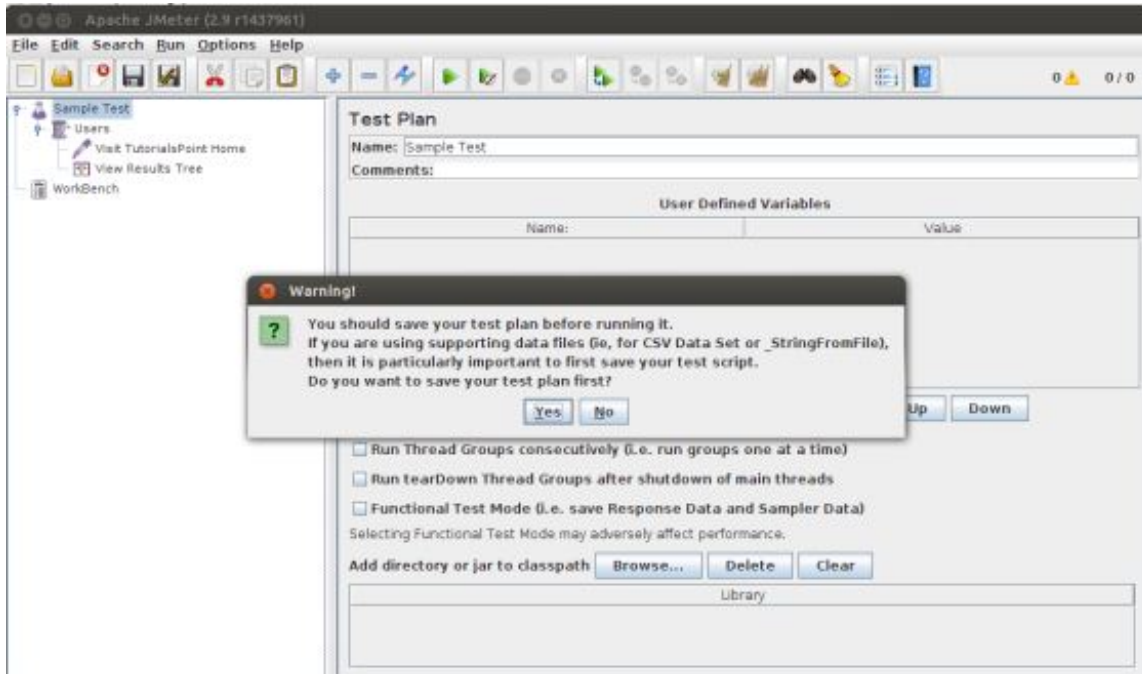 Apache JMeter (2.9 r1437961)
File Edit Search Run Options Help
0 0 / 0
Sample Test
Users
Visit TutorialsPoint Home
View Results Tree
WorkBench
Test Plan
Name: Sample Test
Comments:
User Defined Variables
Name: Value
Warning!
You should save your test plan before running it.
If you are using supporting data files (ie, for CSV Data Set or _StringFromFile),
then it is particularly important to first save your test script.
Do you want to save your test plan first?
Yes No
Up Down
Run Thread Groups consecutively (i.e. run groups one at a time)
Run tearDown Thread Groups after shutdown of main threads
Functional Test Mode (i.e. save Response Data and Sampler Data)
Selecting Functional Test Mode may adversely affect performance.
Add directory or jar to classpath Browse... Delete Clear
Library